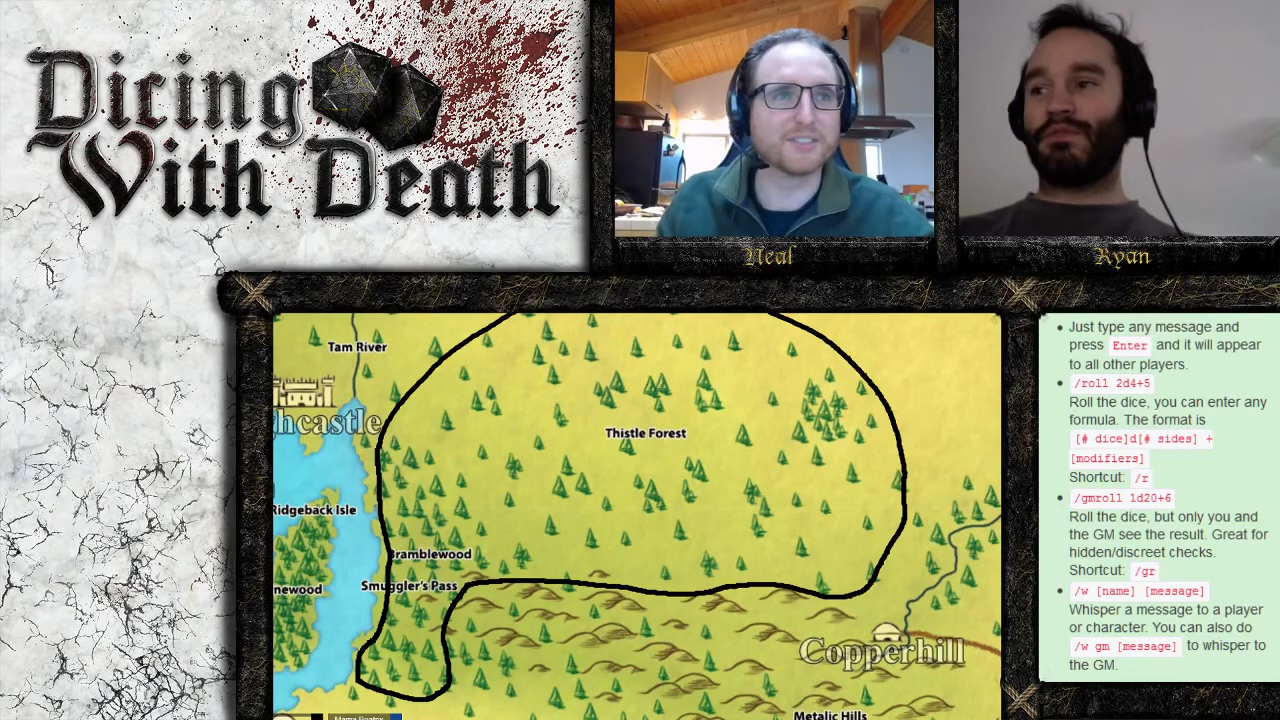 Dicing
With Death
Neal
Ryan
Tam River
hcastle
Thistle Forest
Ridgeback Isle
Bramblewood
newood
Smuggler's Pass
Copperhill
Metalic Hills
Mama Beatrix
Just type any message and
press Enter and it will appear
to all other players.
/roll 2d4+5
Roll the dice, you can enter any
formula. The format is
[# dice]d[# sides] +
[modifiers]
Shortcut: /r
/gmroll 1d20+6
Roll the dice, but only you and
the GM see the result. Great for
hidden/discreet checks.
Shortcut: /gr
/w [name] [message]
Whisper a message to a player
or character. You can also do
/w gm [message] to whisper to
the GM.